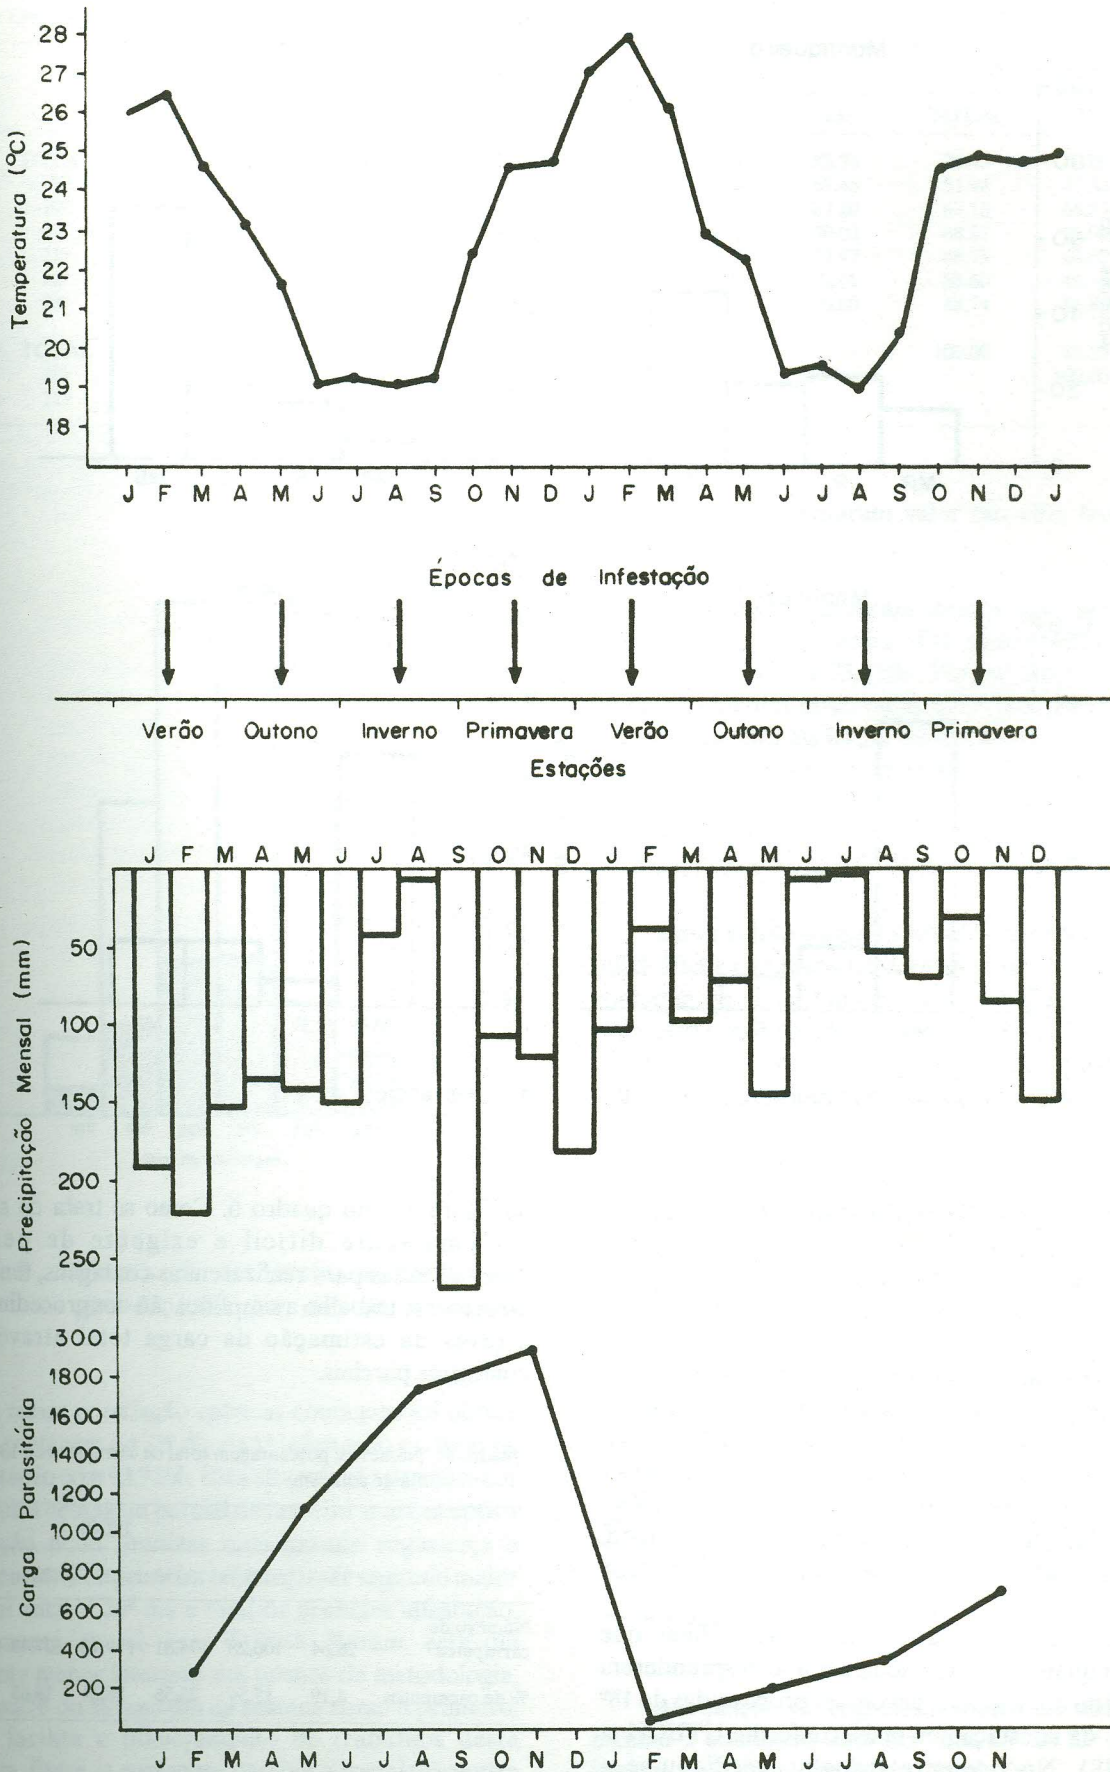 Temperatura (°C)
28
27
26
25
24
23
22
21
20
19
18
J F M A M J J A S O N D J F M A M J J A S O N D J
Épocas de Infestação
Verão Outono Inverno Primavera Verão Outono Inverno Primavera
Estações
J F M A M J J A S O N D J F M A M J J A S O N D
Precipitação Mensal (mm)
50
100
150
200
250
300
Carga Parasitária
1800
1600
1400
1200
1000
800
600
400
200
J F M A M J J A S O N D J F M A M J J A S O N